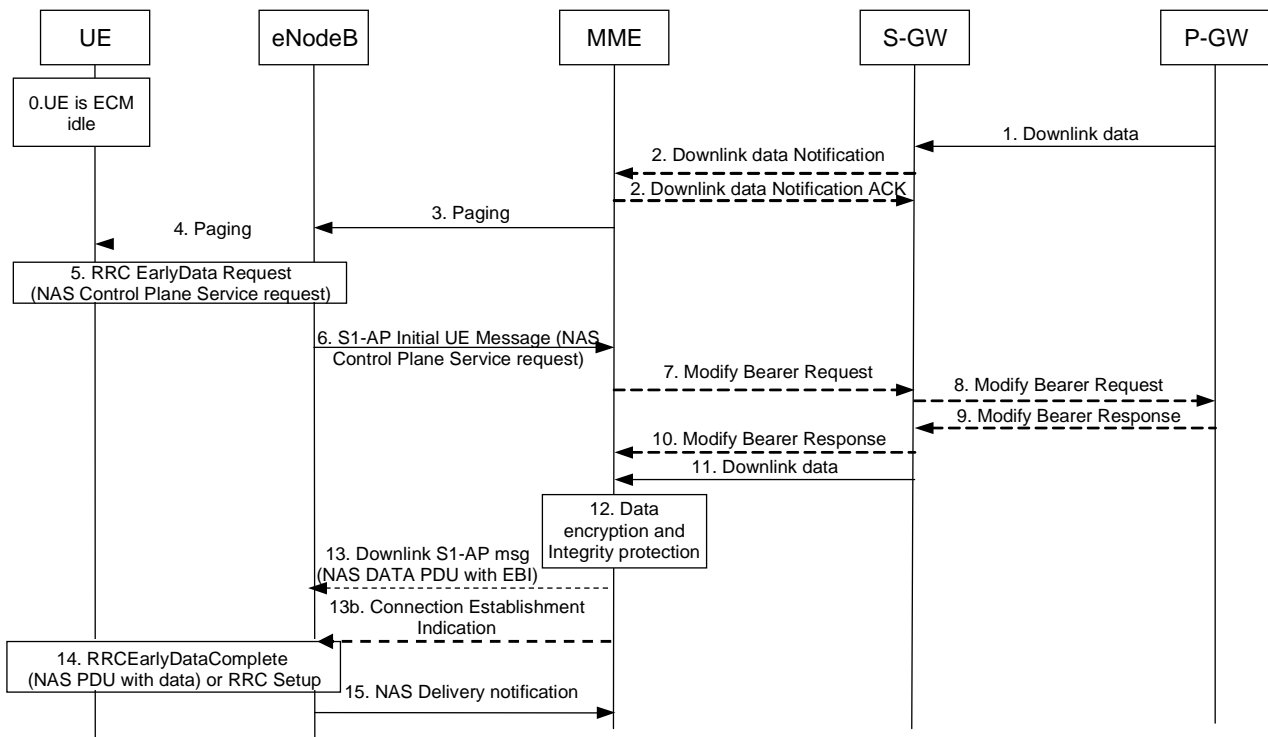 UE
eNodeB
MME
S-GW
P-GW
0.UE is ECM
idle
1. Downlink data
2. Downlink data Notification
2. Downlink data Notification ACK
3. Paging
4. Paging
5. RRC EarlyData Request
(NAS Control Plane Service request)
6. S1-AP Initial UE Message (NAS
Control Plane Service request)
7. Modify Bearer Request
8. Modify Bearer Request
9. Modify Bearer Response
10. Modify Bearer Response
11. Downlink data
12. Data
encryption and
Integrity protection
13. Downlink S1-AP msg
(NAS DATA PDU with EBI)
13b. Connection Establishment
Indication
14. RRCEarlyDataComplete
(NAS PDU with data) or RRC Setup
15. NAS Delivery notification